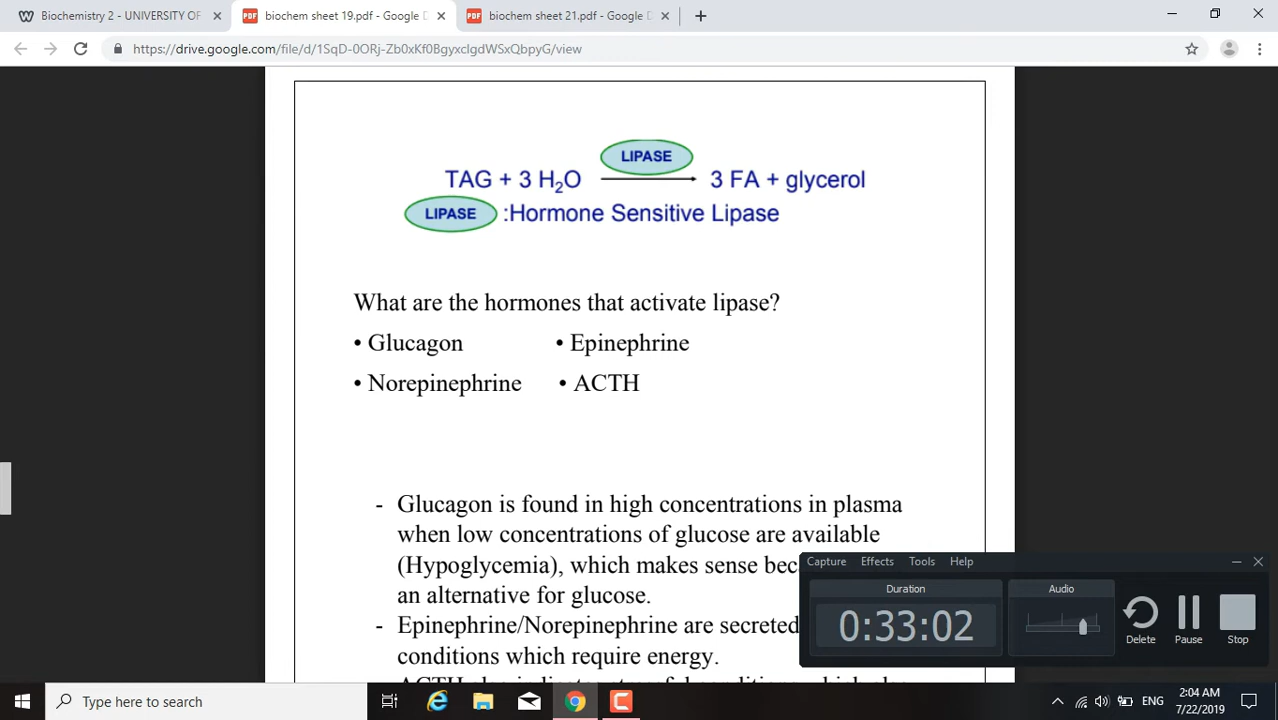 Biochemistry 2 - UNIVERSITY OF
biochem sheet 19.pdf - Google D
biochem sheet 21.pdf - Google D
https://drive.google.com/file/d/1SqD-0ORj-Zb0xKf0BgyxclgdWSxQbpyG/view
LIPASE
TAG + 3 H₂O 3 FA + glycerol
LIPASE :Hormone Sensitive Lipase
What are the hormones that activate lipase?
• Glucagon • Epinephrine
• Norepinephrine • ACTH
- Glucagon is found in high concentrations in plasma
when low concentrations of glucose are available
(Hypoglycemia), which makes sense bec
an alternative for glucose.
- Epinephrine/Norepinephrine are secreted
conditions which require energy.
Capture Effects Tools Help
Duration Audio
0:33:02
Delete Pause Stop
Type here to search
ENG
2:04 AM
7/22/2019